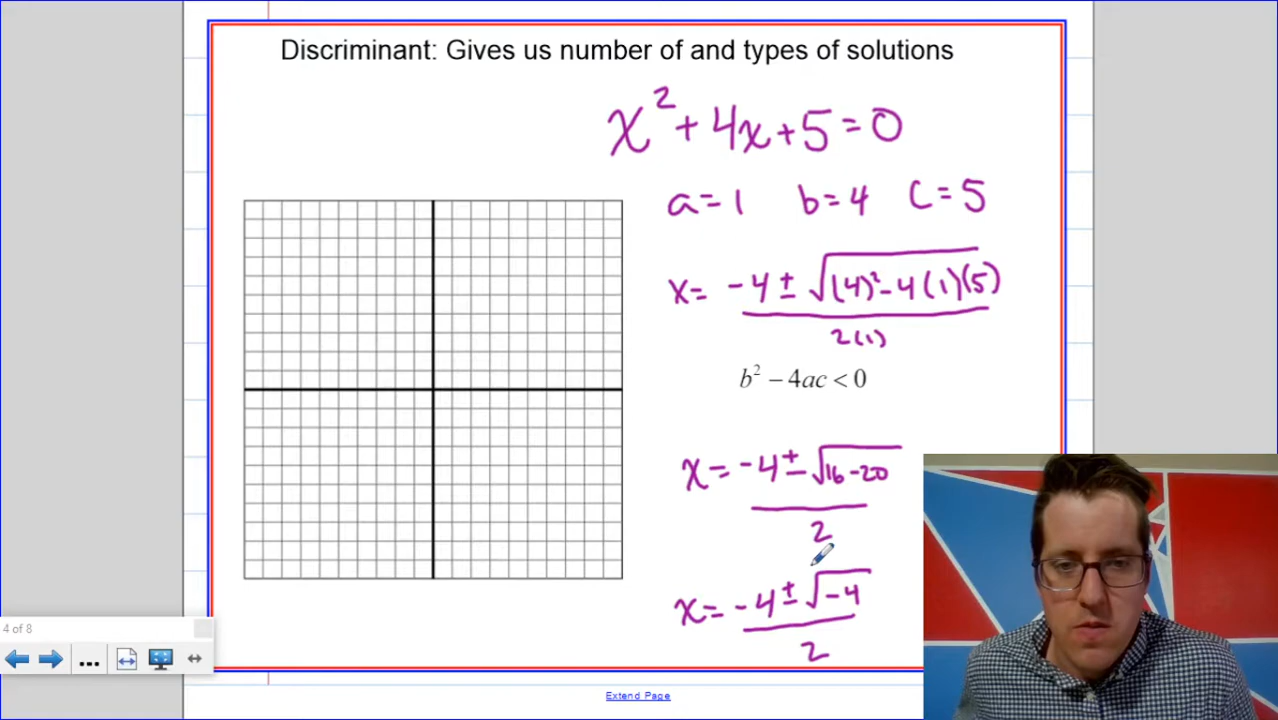 Discriminant: Gives us number of and types of solutions
x² + 4x + 5 = 0
a = 1 b = 4 c = 5
x = -4 ± √(4)² - 4(1)(5)
2(1)
b² − 4ac < 0
x = -4 ± √16 - 20
2
x = -4 ± √-4
2
4 of 8
...
Extend Page